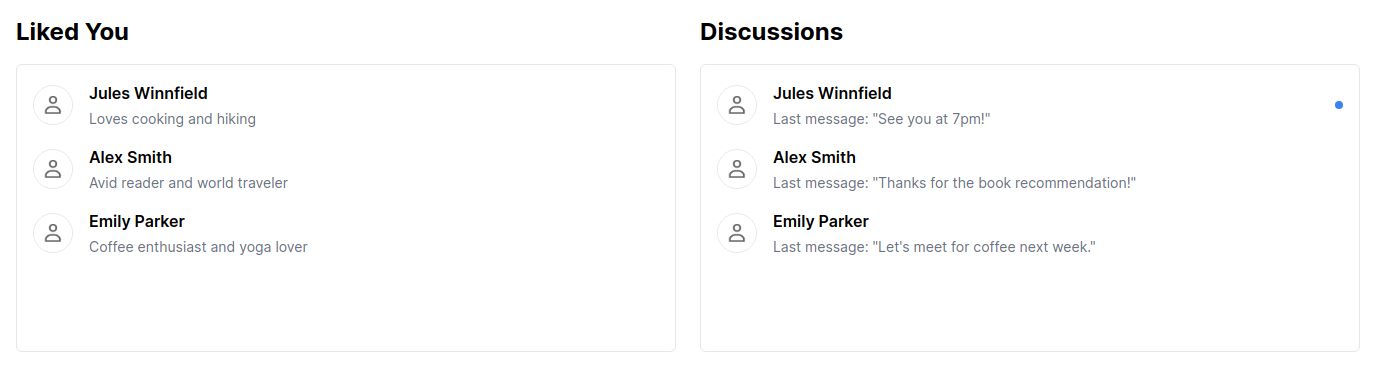 Liked You
Jules Winnfield
Loves cooking and hiking
Alex Smith
Avid reader and world traveler
Emily Parker
Coffee enthusiast and yoga lover
Discussions
Jules Winnfield
Last message: "See you at 7pm!"
Alex Smith
Last message: "Thanks for the book recommendation!"
Emily Parker
Last message: "Let's meet for coffee next week."